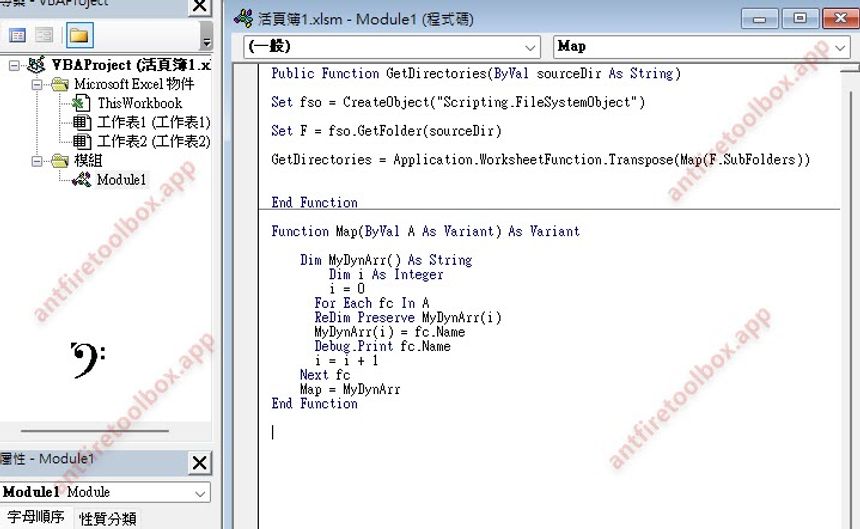 專案 - VBAProject
VBAProject (活頁簿1.x
Microsoft Excel 物件
ThisWorkbook
工作表1 (工作表1)
工作表2 (工作表2)
模組
Module1
屬性 - Module1
Module1 Module
字母順序 性質分類
活頁簿1.xlsm - Module1 (程式碼)
(一般) Map
Public Function GetDirectories(ByVal sourceDir As String)
Set fso = CreateObject("Scripting.FileSystemObject")
Set F = fso.GetFolder(sourceDir)
GetDirectories = Application.WorksheetFunction.Transpose(Map(F.SubFolders))
End Function
Function Map(ByVal A As Variant) As Variant
Dim MyDynArr() As String
Dim i As Integer
i = 0
For Each fc In A
ReDim Preserve MyDynArr(i)
MyDynArr(i) = fc.Name
Debug.Print fc.Name
i = i + 1
Next fc
Map = MyDynArr
End Function
antfiretoolbox.app
antfiretoolbox.app
antfiretoolbox.app
antfiretoolbox.app